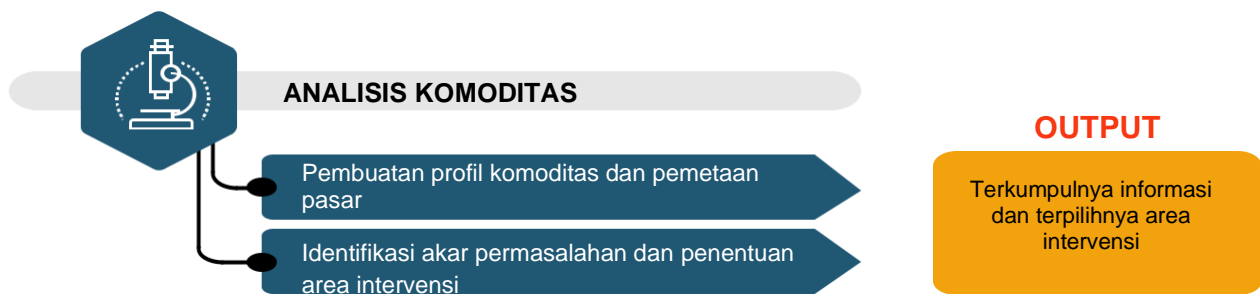 ANALISIS KOMODITAS
OUTPUT
Pembuatan profil komoditas dan pemetaan
pasar
Identifikasi akar permasalahan dan penentuan
area intervensi
Terkumpulnya informasi
dan terpilihnya area
intervensi